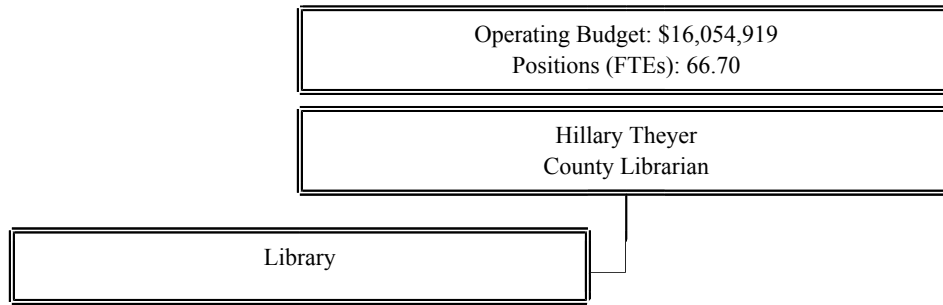 Operating Budget: $16,054,919
Positions (FTEs): 66.70
Hillary Theyer
County Librarian
Library